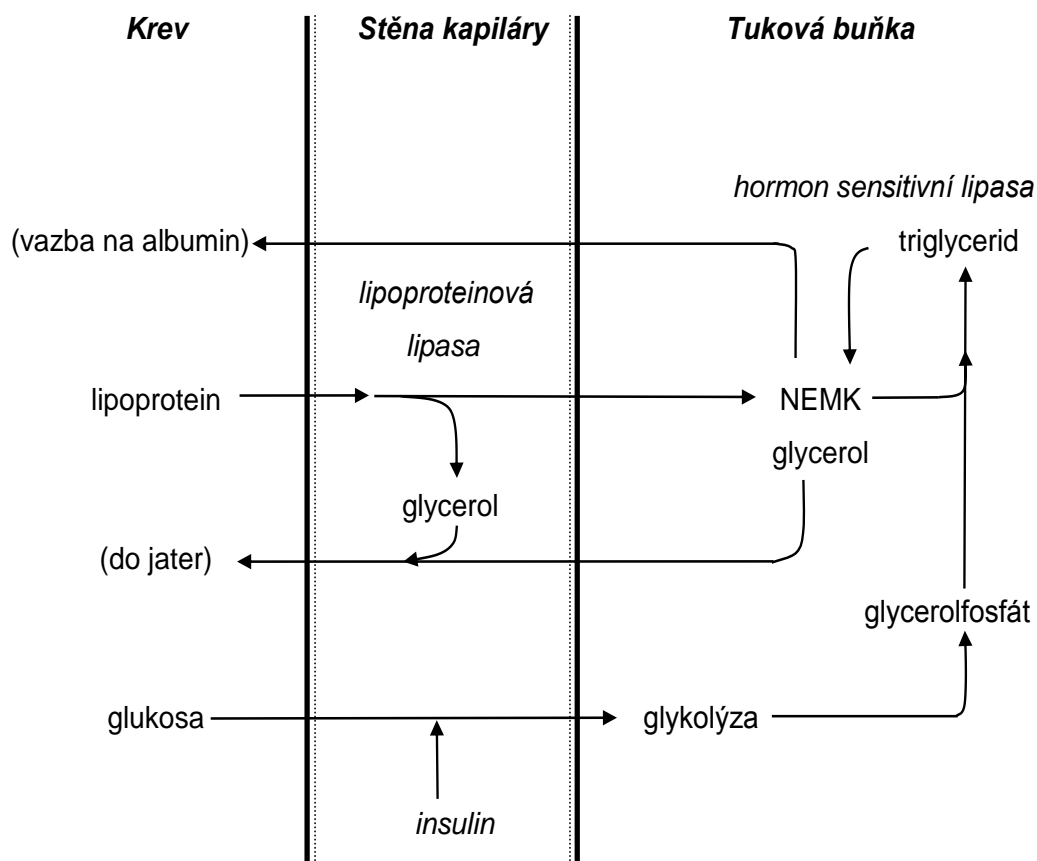 Krev
Stěna kapiláry
Tuková buňka
hormon sensitivní lipasa
(vazba na albumin)
triglycerid
lipoproteinová
lipasa
lipoprotein
NEMK
glycerol
glycerol
(do jater)
glycerolfosfát
glukosa
glykolýza
insulin